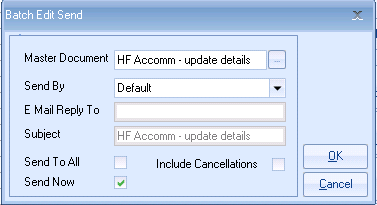 Batch Edit Send
Master Document HF Accomm - update details ...
Send By Default
E Mail Reply To
Subject HF Accomm - update details
Send To All Include Cancellations
Send Now
OK
Cancel